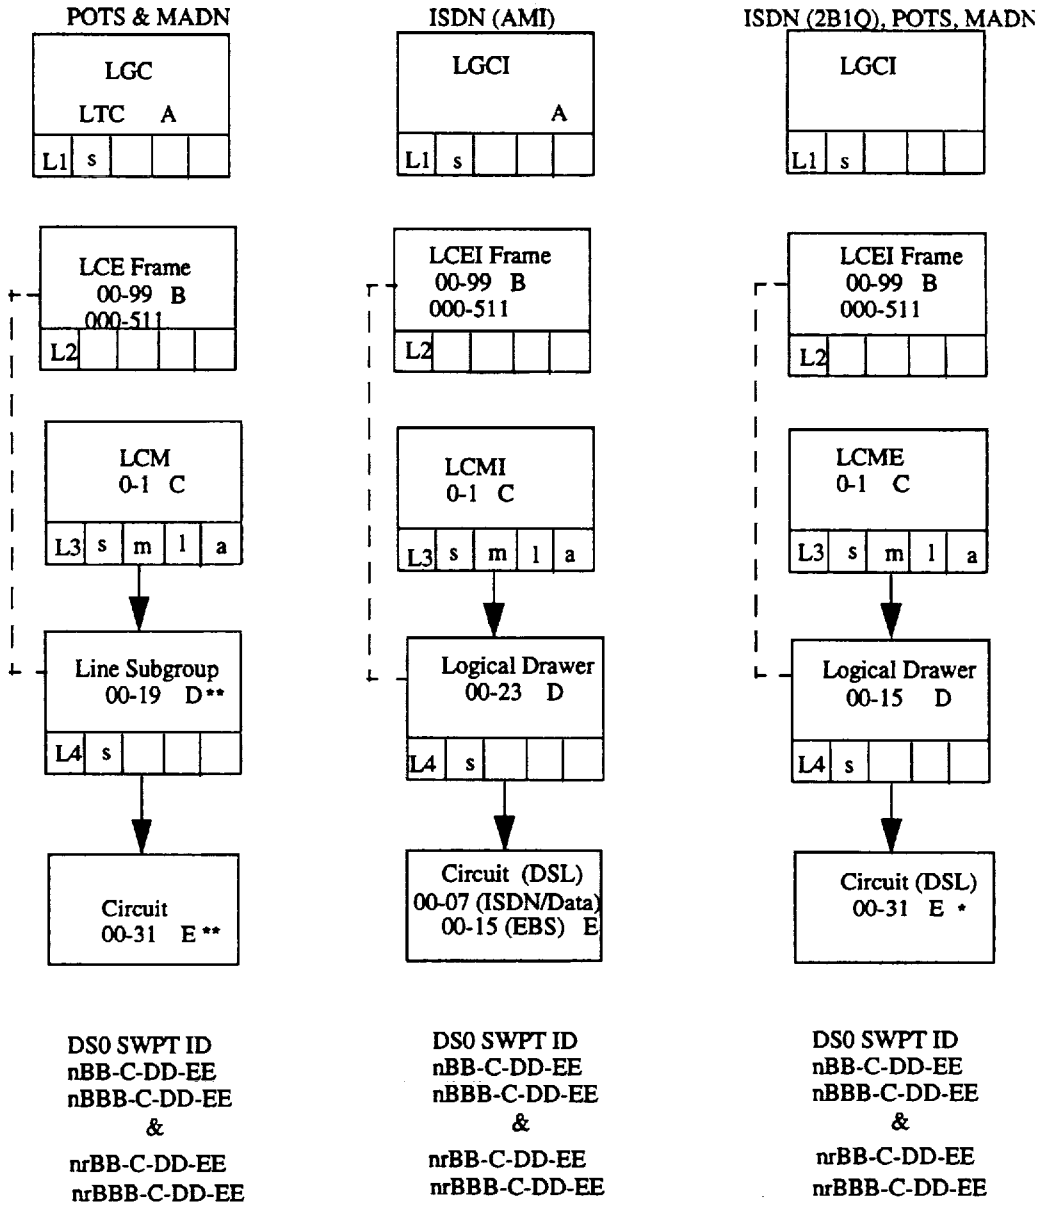 POTS & MADN
LGC
LTC A
L1 s
LCE Frame
00-99 B
000-511
L2
LCM
0-1 C
L3 s m l a
Line Subgroup
00-19 D**
L4 s
Circuit
00-31 E**
DS0 SWPT ID
nBB-C-DD-EE
nBBB-C-DD-EE
&
nrBB-C-DD-EE
nrBBB-C-DD-EE
ISDN (AMI)
LGCI
A
L1 s
LCEI Frame
00-99 B
000-511
L2
LCMI
0-1 C
L3 s m l a
Logical Drawer
00-23 D
L4 s
Circuit (DSL)
00-07 (ISDN/Data)
00-15 (EBS) E
DS0 SWPT ID
nBB-C-DD-EE
nBBB-C-DD-EE
&
nrBB-C-DD-EE
nrBBB-C-DD-EE
ISDN (2B1Q), POTS, MADN
LGCI
L1 s
LCEI Frame
00-99 B
000-511
L2
LCME
0-1 C
L3 s m l a
Logical Drawer
00-15 D
L4 s
Circuit (DSL)
00-31 E *
DS0 SWPT ID
nBB-C-DD-EE
nBBB-C-DD-EE
&
nrBB-C-DD-EE
nrBBB-C-DD-EE